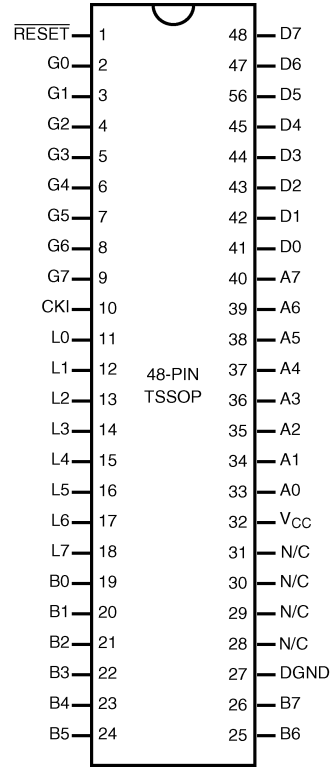 RESET 1 48 D7
G0 2 47 D6
G1 3 56 D5
G2 4 45 D4
G3 5 44 D3
G4 6 43 D2
G5 7 42 D1
G6 8 41 D0
G7 9 40 A7
CKI 10 39 A6
L0 11 38 A5
L1 12 37 A4
48-PIN
L2 13 36 A3
TSSOP
L3 14 35 A2
L4 15 34 A1
L5 16 33 A0
L6 17 32 VCC
L7 18 31 N/C
B0 19 30 N/C
B1 20 29 N/C
B2 21 28 N/C
B3 22 27 DGND
B4 23 26 B7
B5 24 25 B6